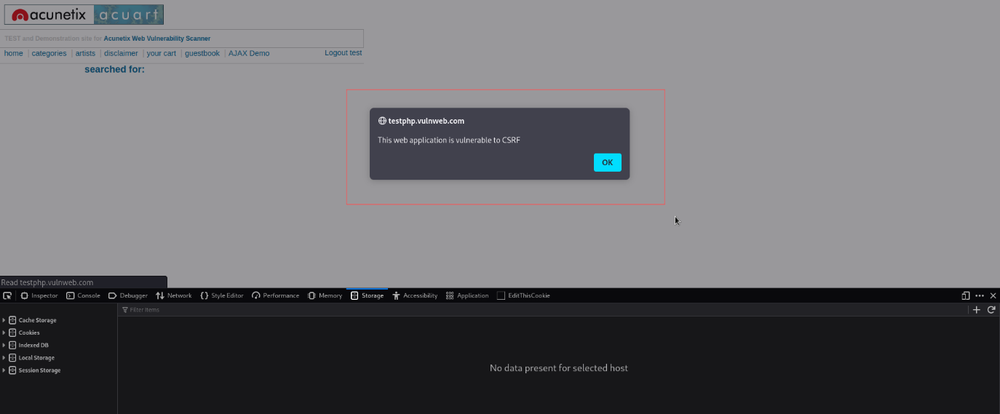 acunetix acuart
TEST and Demonstration site for Acunetix Web Vulnerability Scanner
home | categories | artists | disclaimer | your cart | guestbook | AJAX Demo Logout test
searched for:
testphp.vulnweb.com
This web application is vulnerable to CSRF
OK
Read testphp.vulnweb.com
Inspector Console Debugger Network Style Editor Performance Memory Storage Accessibility Application EditThisCookie
Filter Items
Cache Storage
Cookies
Indexed DB
Local Storage
Session Storage
No data present for selected host